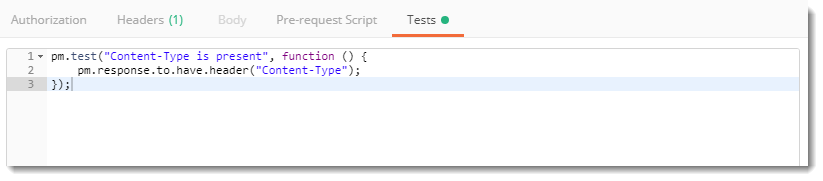 Authorization Headers (1) Body Pre-request Script Tests
1 pm.test("Content-Type is present", function () {
2 pm.response.to.have.header("Content-Type");
3 });